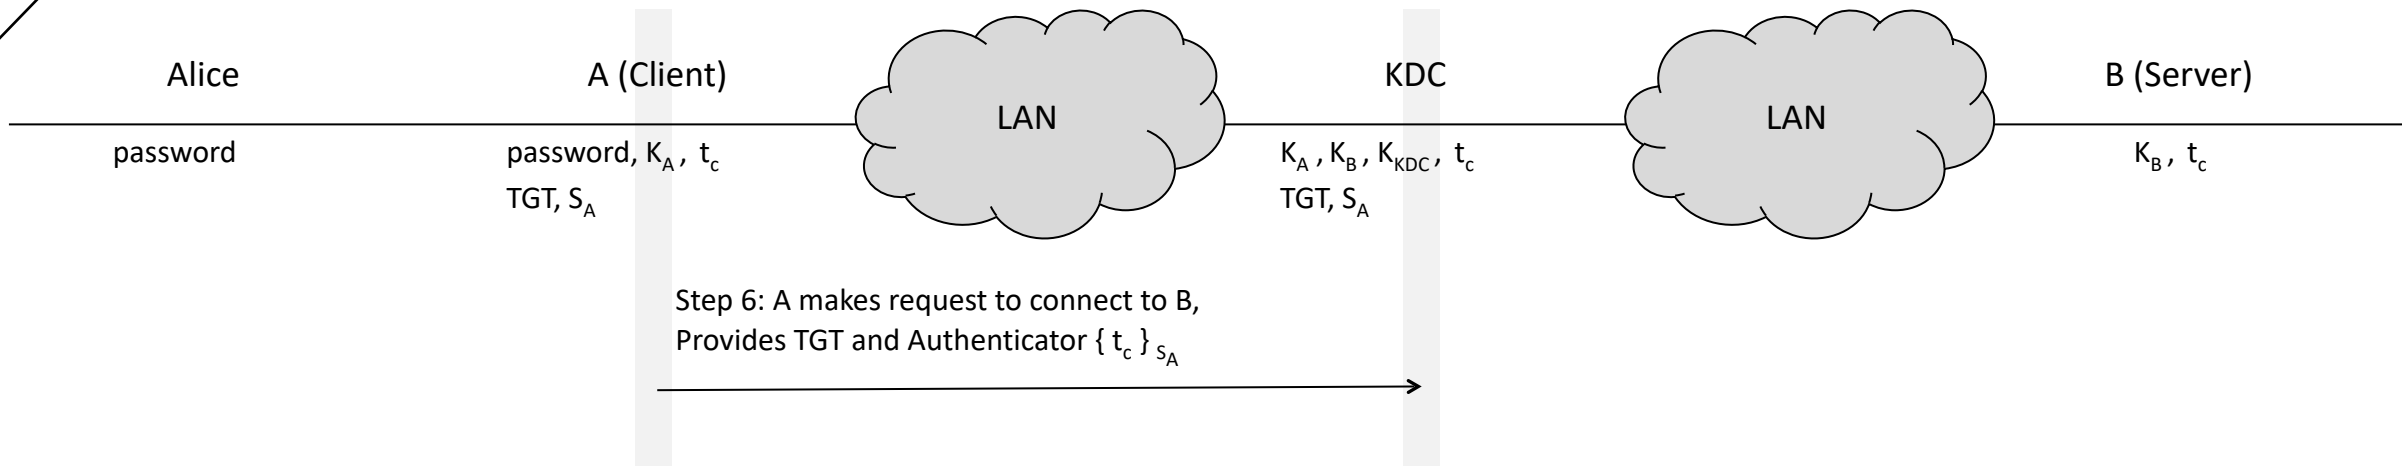 Alice
A (Client)
LAN
KDC
LAN
B (Server)
password
password, K_A, t_c
TGT, S_A
K_A, K_B, K_KDC, t_c
TGT, S_A
K_B, t_c
Step 6: A makes request to connect to B,
Provides TGT and Authenticator { t_c } S_A